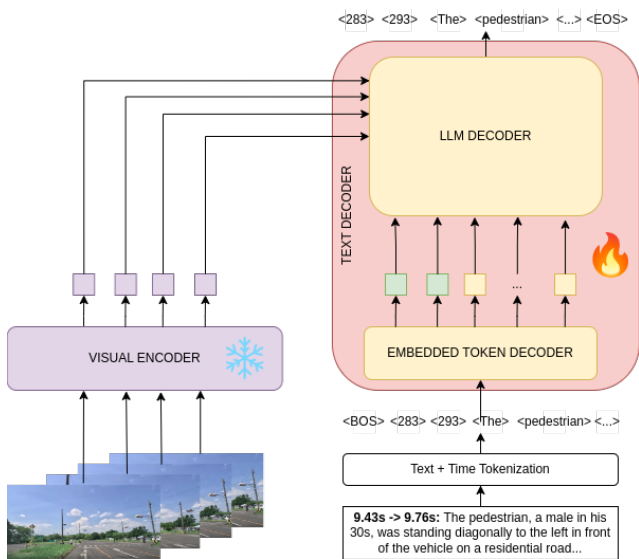 <283> <293> <The> <pedestrian> <...> <EOS>
LLM DECODER
TEXT DECODER
...
VISUAL ENCODER
EMBEDDED TOKEN DECODER
<BOS> <283> <293> <The> <pedestrian> <...>
Text + Time Tokenization
9.43s -> 9.76s: The pedestrian, a male in his
30s, was standing diagonally to the left in front
of the vehicle on a residential road...